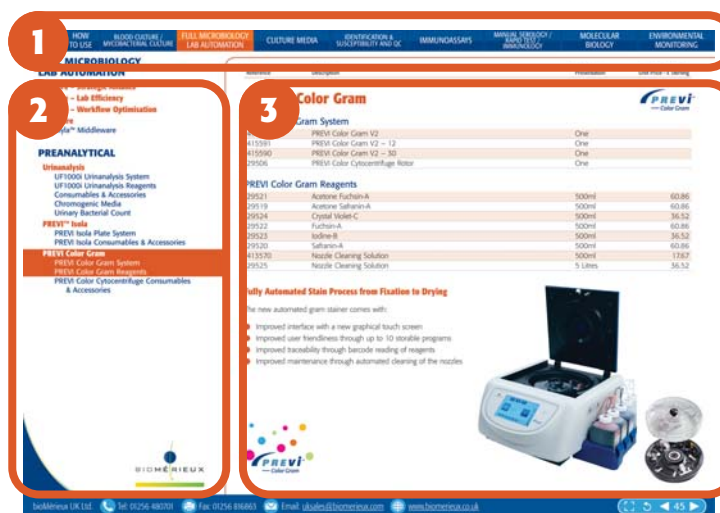 1
HOW
TO USE
BLOOD CULTURE /
MYCOBACTERIAL CULTURE
FULL MICROBIOLOGY
LAB AUTOMATION
CULTURE MEDIA
IDENTIFICATION &
SUSCEPTIBILITY AND QC
IMMUNOASSAYS
MANUAL SEROLOGY /
RAPID TEST /
IMMUNOLOGY
MOLECULAR
BIOLOGY
ENVIRONMENTAL
MONITORING
MICROBIOLOGY
LAB AUTOMATION
2
– Lab Efficiency
– Workflow Optimisation
Middleware
PREANALYTICAL
Urinanalysis
UF1000i Urinanalysis System
UF1000i Urinanalysis Reagents
Consumables & Accessories
Chromogenic Media
Urinary Bacterial Count
PREVI™ Isola
PREVI Isola Plate System
PREVI Isola Consumables & Accessories
PREVI Color Gram
PREVI Color Gram System
PREVI Color Gram Reagents
PREVI Color Cytocentrifuge Consumables
& Accessories
BIOMÉRIEUX
Reference Description Presentation List Price - £ Sterling
3
Color Gram
PREVI
Color Gram
Gram System
PREVI Color Gram V2 One
415591 PREVI Color Gram V2 – 12 One
415590 PREVI Color Gram V2 – 30 One
29506 PREVI Color Cytocentrifuge Rotor One
PREVI Color Gram Reagents
29521 Acetone Fuchsin-A 500ml 60.86
29519 Acetone Safranin-A 500ml 60.86
29524 Crystal Violet-C 500ml 36.52
29522 Fuchsin-A 500ml 60.86
29523 Iodine-B 500ml 36.52
29520 Safranin-A 500ml 60.86
413570 Nozzle Cleaning Solution 500ml 17.67
29525 Nozzle Cleaning Solution 5 Litres 36.52
Fully Automated Stain Process from Fixation to Drying
The new automated gram stainer comes with:
Improved interface with a new graphical touch screen
Improved user friendliness through up to 10 storable programs
Improved traceability through barcode reading of reagents
Improved maintenance through automated cleaning of the nozzles
PREVI
Color Gram
bioMérieux UK Ltd. Tel: 01256 480701 Fax: 01256 816863 Email: uksales@biomerieux.com www.biomerieux.co.uk 45